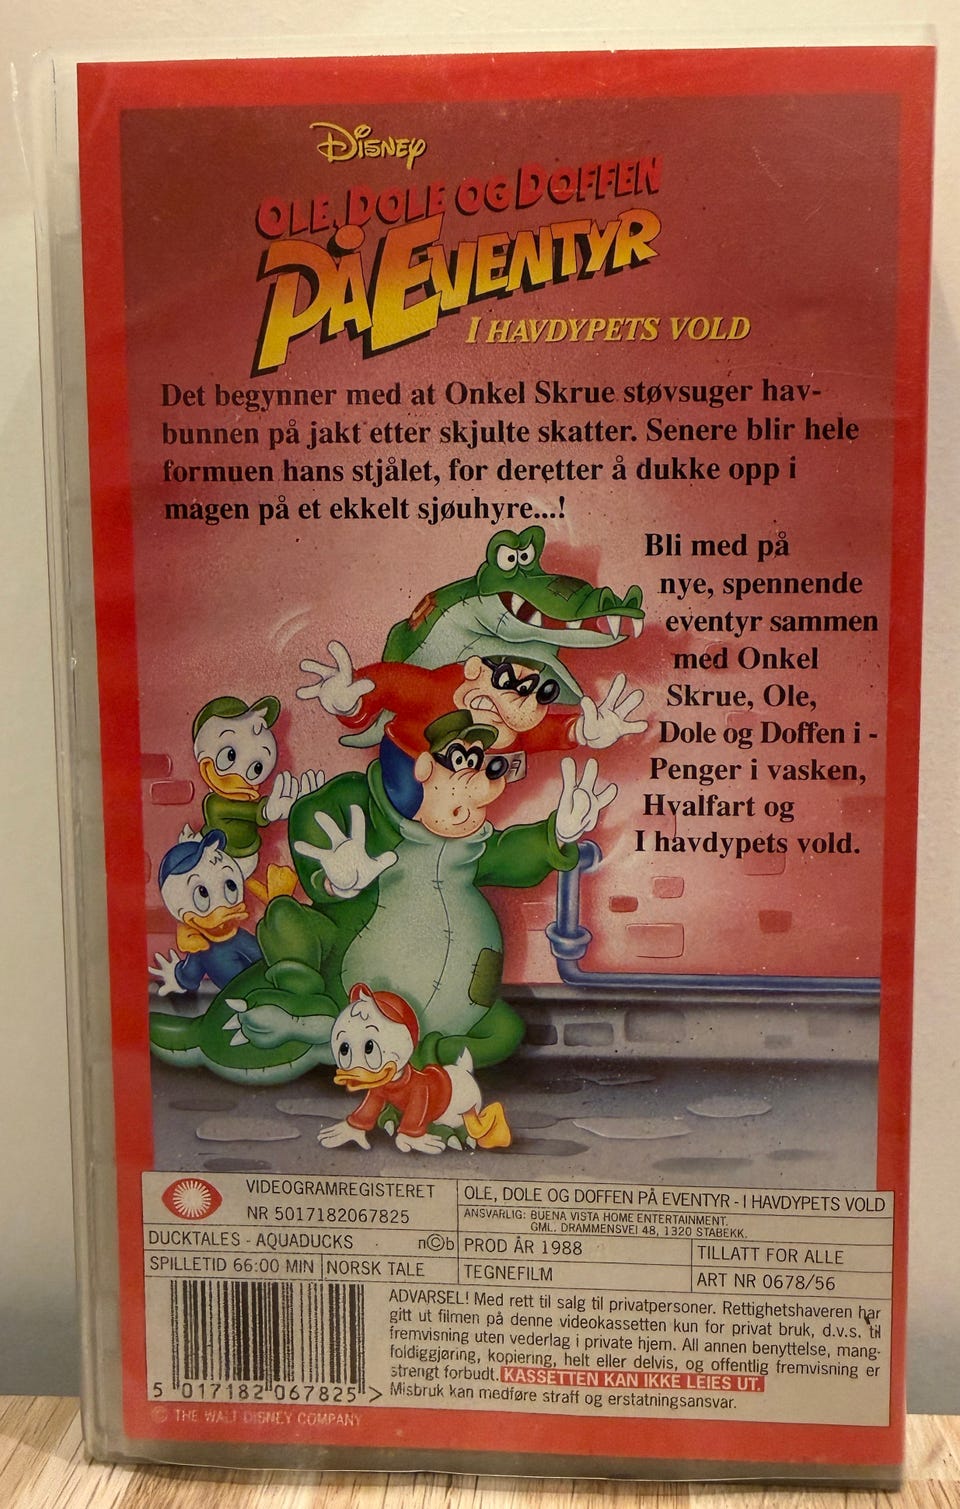 Disney
OLE, DOLE OG DOFFEN
PÅ EVENTYR
I HAVDYPETS VOLD
Det begynner med at Onkel Skrue støvsuger hav-
bunnen på jakt etter skjulte skatter. Senere blir hele
formuen hans stjålet, for deretter å dukke opp i
magen på et ekkelt sjøuhyre...!
Bli med på
nye, spennende
eventyr sammen
med Onkel
Skrue, Ole,
Dole og Doffen i -
Penger i vasken,
Hvalfart og
I havdypets vold.
VIDEOGRAMREGISTERET
NR 5017182067825
OLE, DOLE OG DOFFEN PÅ EVENTYR - I HAVDYPETS VOLD
ANSVARLIG: BUENA VISTA HOME ENTERTAINMENT.
GML. DRAMMENSVEI 48, 1320 STABEKK.
DUCKTALES - AQUADUCKS
n©b
PROD ÅR 1988
TILLATT FOR ALLE
SPILLETID 66:00 MIN
NORSK TALE
TEGNEFILM
ART NR 0678/56
ADVARSEL! Med rett til salg til privatpersoner. Rettighetshaveren har
gitt ut filmen på denne videokassetten kun for privat bruk, d.v.s. til
fremvisning uten vederlag i private hjem. All annen benyttelse, mang-
foldiggjøring, kopiering, helt eller delvis, og offentlig fremvisning er
strengt forbudt. KASSETTEN KAN IKKE LEIES UT.
Misbruk kan medføre straff og erstatningsansvar.
5 017182 067825 >
© THE WALT DISNEY COMPANY